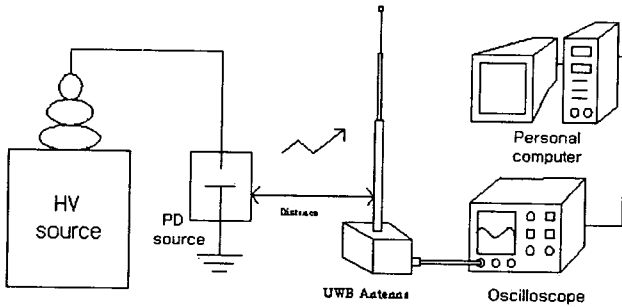 HV
source
PD
source
Distance
UWB Antenna
Personal
computer
Oscilloscope